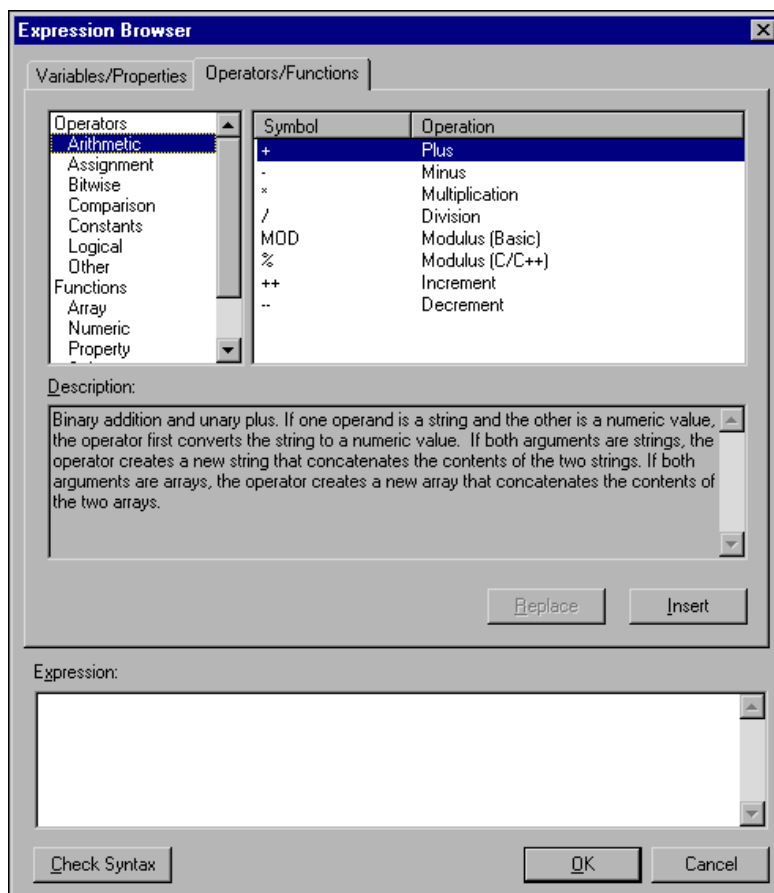 Expression Browser
Variables/Properties Operators/Functions
Operators
Arithmetic
Assignment
Bitwise
Comparison
Constants
Logical
Other
Functions
Array
Numeric
Property
Symbol Operation
+ Plus
- Minus
* Multiplication
/ Division
MOD Modulus (Basic)
% Modulus (C/C++)
++ Increment
-- Decrement
Description:
Binary addition and unary plus. If one operand is a string and the other is a numeric value,
the operator first converts the string to a numeric value. If both arguments are strings, the
operator creates a new string that concatenates the contents of the two strings. If both
arguments are arrays, the operator creates a new array that concatenates the contents of
the two arrays.
Replace Insert
Expression:
Check Syntax OK Cancel